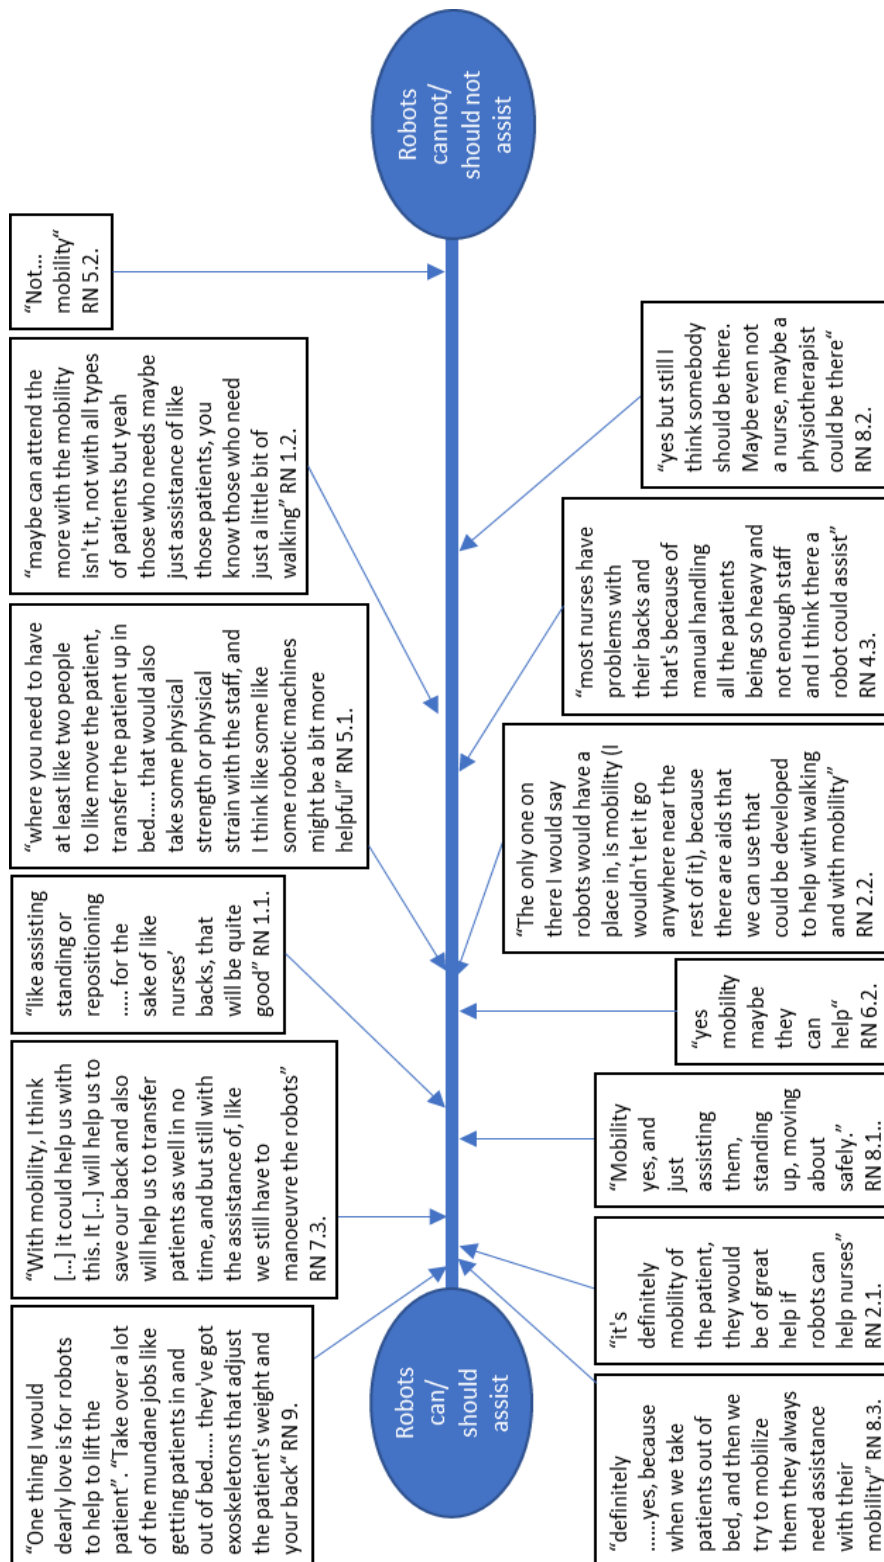 Robots
can/
should
assist
Robots
cannot/
should not
assist
“One thing I would
dearly love is for robots
to help to lift the
patient”. “Take over a lot
of the mundane jobs like
getting patients in and
out of bed..... they've got
exoskeletons that adjust
the patient's weight and
your back“ RN 9.
“With mobility, I think
[...] it could help us with
this. It [...] will help us to
save our back and also
will help us to transfer
patients as well in no
time, and but still with
the assistance of, like
we still have to
manoeuvre the robots”
RN 7.3.
“like assisting
standing or
repositioning
..... for the
sake of like
nurses’
backs, that
will be quite
good” RN 1.1.
“where you need to have
at least like two people
to like move the patient,
transfer the patient up in
bed..... that would also
take some physical
strength or physical
strain with the staff, and
I think like some like
some robotic machines
might be a bit more
helpful” RN 5.1.
“maybe can attend the
more with the mobility
isn't it, not with all types
of patients but yeah
those who needs maybe
just assistance of like
those patients, you
know those who need
just a little bit of
walking” RN 1.2.
“Not...
mobility“
RN 5.2.
“definitely
......yes, because
when we take
patients out of
bed, and then we
try to mobilize
them they always
need assistance
with their
mobility” RN 8.3.
“it's
definitely
mobility of
the patient,
they would
be of great
help if
robots can
help nurses”
RN 2.1.
“Mobility
yes, and
just
assisting
them,
standing
up, moving
about
safely.”
RN 8.1..
“yes
mobility
maybe
they
can
help“
RN 6.2.
“The only one on
there I would say
robots would have a
place in, is mobility (I
wouldn't let it go
anywhere near the
rest of it), because
there are aids that
we can use that
could be developed
to help with walking
and with mobility”
RN 2.2.
“most nurses have
problems with
their backs and
that's because of
manual handling
all the patients
being so heavy and
not enough staff
and I think there a
robot could assist”
RN 4.3.
“yes but still I
think somebody
should be there.
Maybe even not
a nurse, maybe a
physiotherapist
could be there“
RN 8.2.